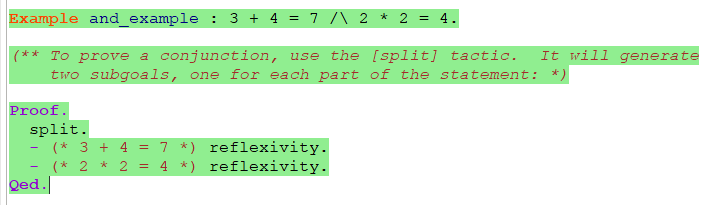 Example and_example : 3 + 4 = 7 /\ 2 * 2 = 4.
(** To prove a conjunction, use the [split] tactic.  It will generate
    two subgoals, one for each part of the statement: *)
Proof.
  split.
  - (* 3 + 4 = 7 *) reflexivity.
  - (* 2 * 2 = 4 *) reflexivity.
Qed.